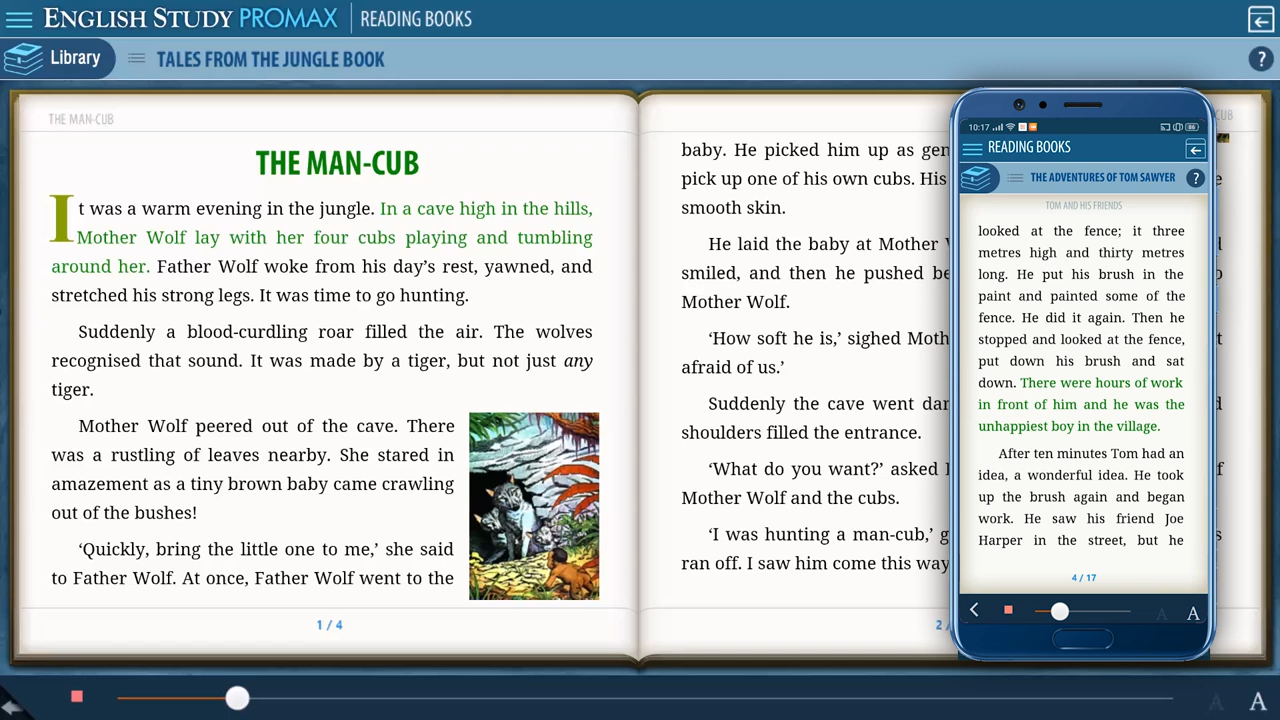 ENGLISH STUDY PROMAX
READING BOOKS
Library
TALES FROM THE JUNGLE BOOK
?
THE MAN-CUB
THE MAN-CUB
It was a warm evening in the jungle. In a cave high in the hills,
Mother Wolf lay with her four cubs playing and tumbling
around her. Father Wolf woke from his day’s rest, yawned, and
stretched his strong legs. It was time to go hunting.
Suddenly a blood-curdling roar filled the air. The wolves
recognised that sound. It was made by a tiger, but not just any
tiger.
Mother Wolf peered out of the cave. There
was a rustling of leaves nearby. She stared in
amazement as a tiny brown baby came crawling
out of the bushes!
‘Quickly, bring the little one to me,’ she said
to Father Wolf. At once, Father Wolf went to the
1 / 4
CUB
baby. He picked him up as
pick up one of his own cubs. His
smooth skin.
He laid the baby at Mother
smiled, and then he pushed
Mother Wolf.
‘How soft he is,’ sighed
afraid of us.’
Suddenly the cave went
shoulders filled the entrance.
‘What do you want?’ asked
Mother Wolf and the cubs.
‘I was hunting a man-cub,’
ran off. I saw him come this way
2 /
10:17
READING BOOKS
THE ADVENTURES OF TOM SAWYER
?
TOM AND HIS FRIENDS
looked at the fence; it three
metres high and thirty metres
long. He put his brush in the
paint and painted some of the
fence. He did it again. Then he
stopped and looked at the fence,
put down his brush and sat
down. There were hours of work
in front of him and he was the
unhappiest boy in the village.
After ten minutes Tom had an
idea, a wonderful idea. He took
up the brush again and began
work. He saw his friend Joe
Harper in the street, but he
4 / 17
A A
A A